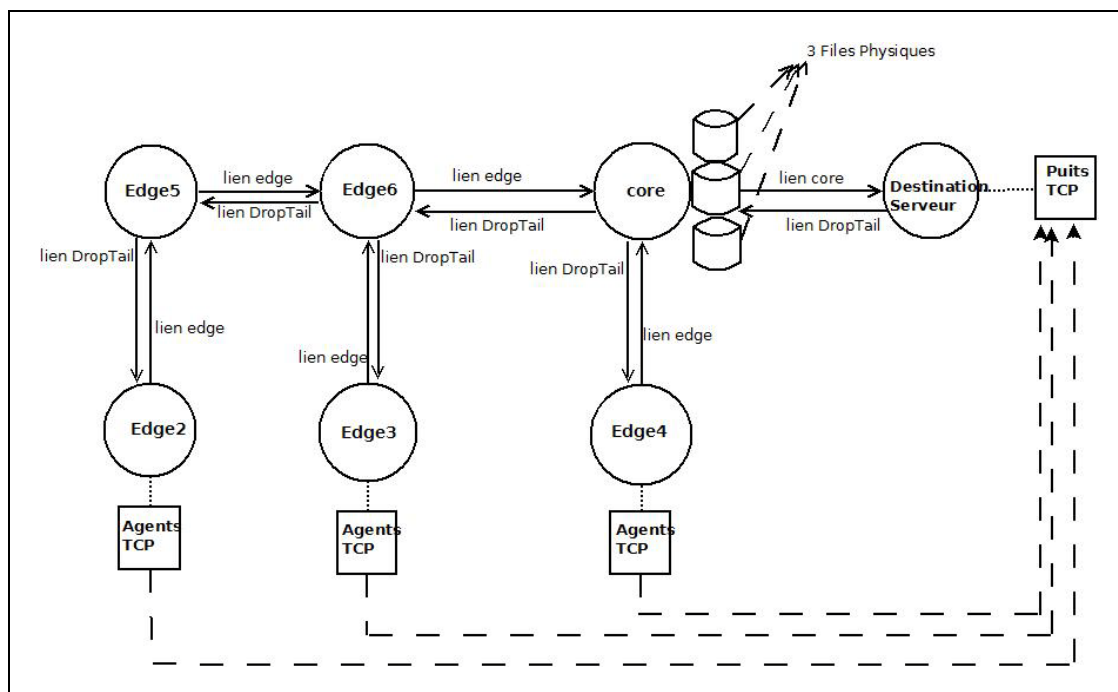 3 Files Physiques
Edge5
lien edge
lien DropTail
Edge6
lien edge
lien DropTail
core
lien core
lien DropTail
Destination
Serveur
Puits
TCP
lien DropTail
lien edge
lien DropTail
lien edge
lien DropTail
lien edge
Edge2
Edge3
Edge4
Agents
TCP
Agents
TCP
Agents
TCP